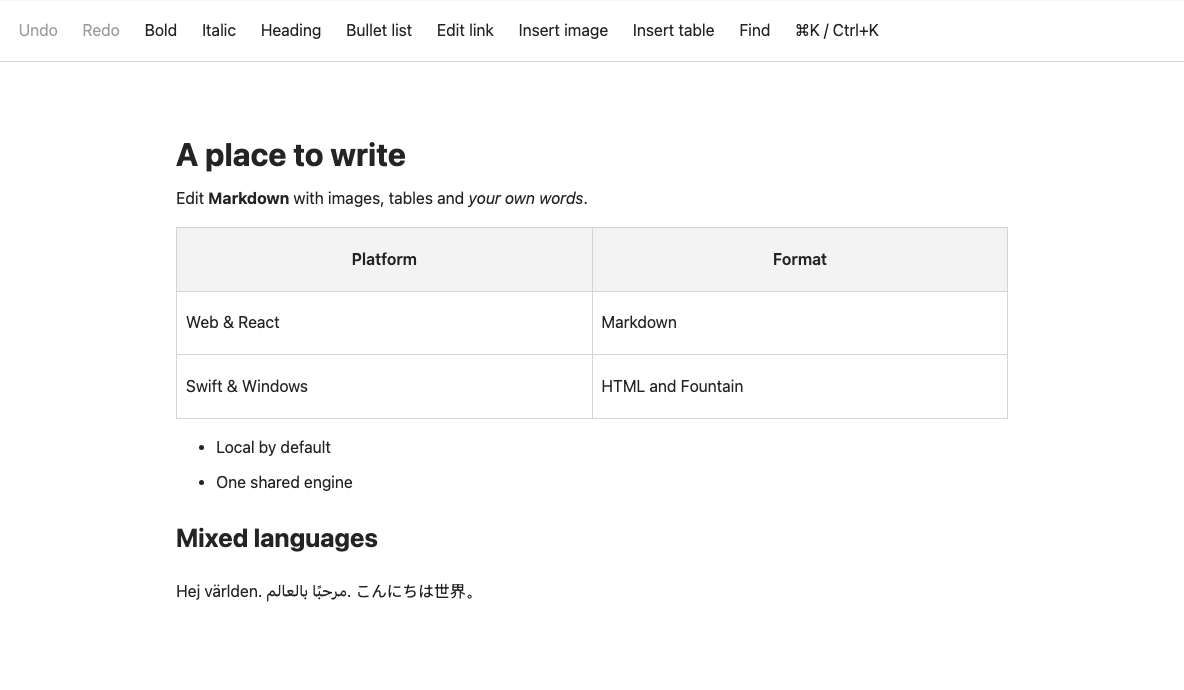 Undo Redo Bold Italic Heading Bullet list Edit link Insert image Insert table Find ⌘K / Ctrl+K
A place to write
Edit Markdown with images, tables and your own words.
Platform Format
Web & React Markdown
Swift & Windows HTML and Fountain
• Local by default
• One shared engine
Mixed languages
Hej världen. مرحبًا بالعالم. こんにちは世界。